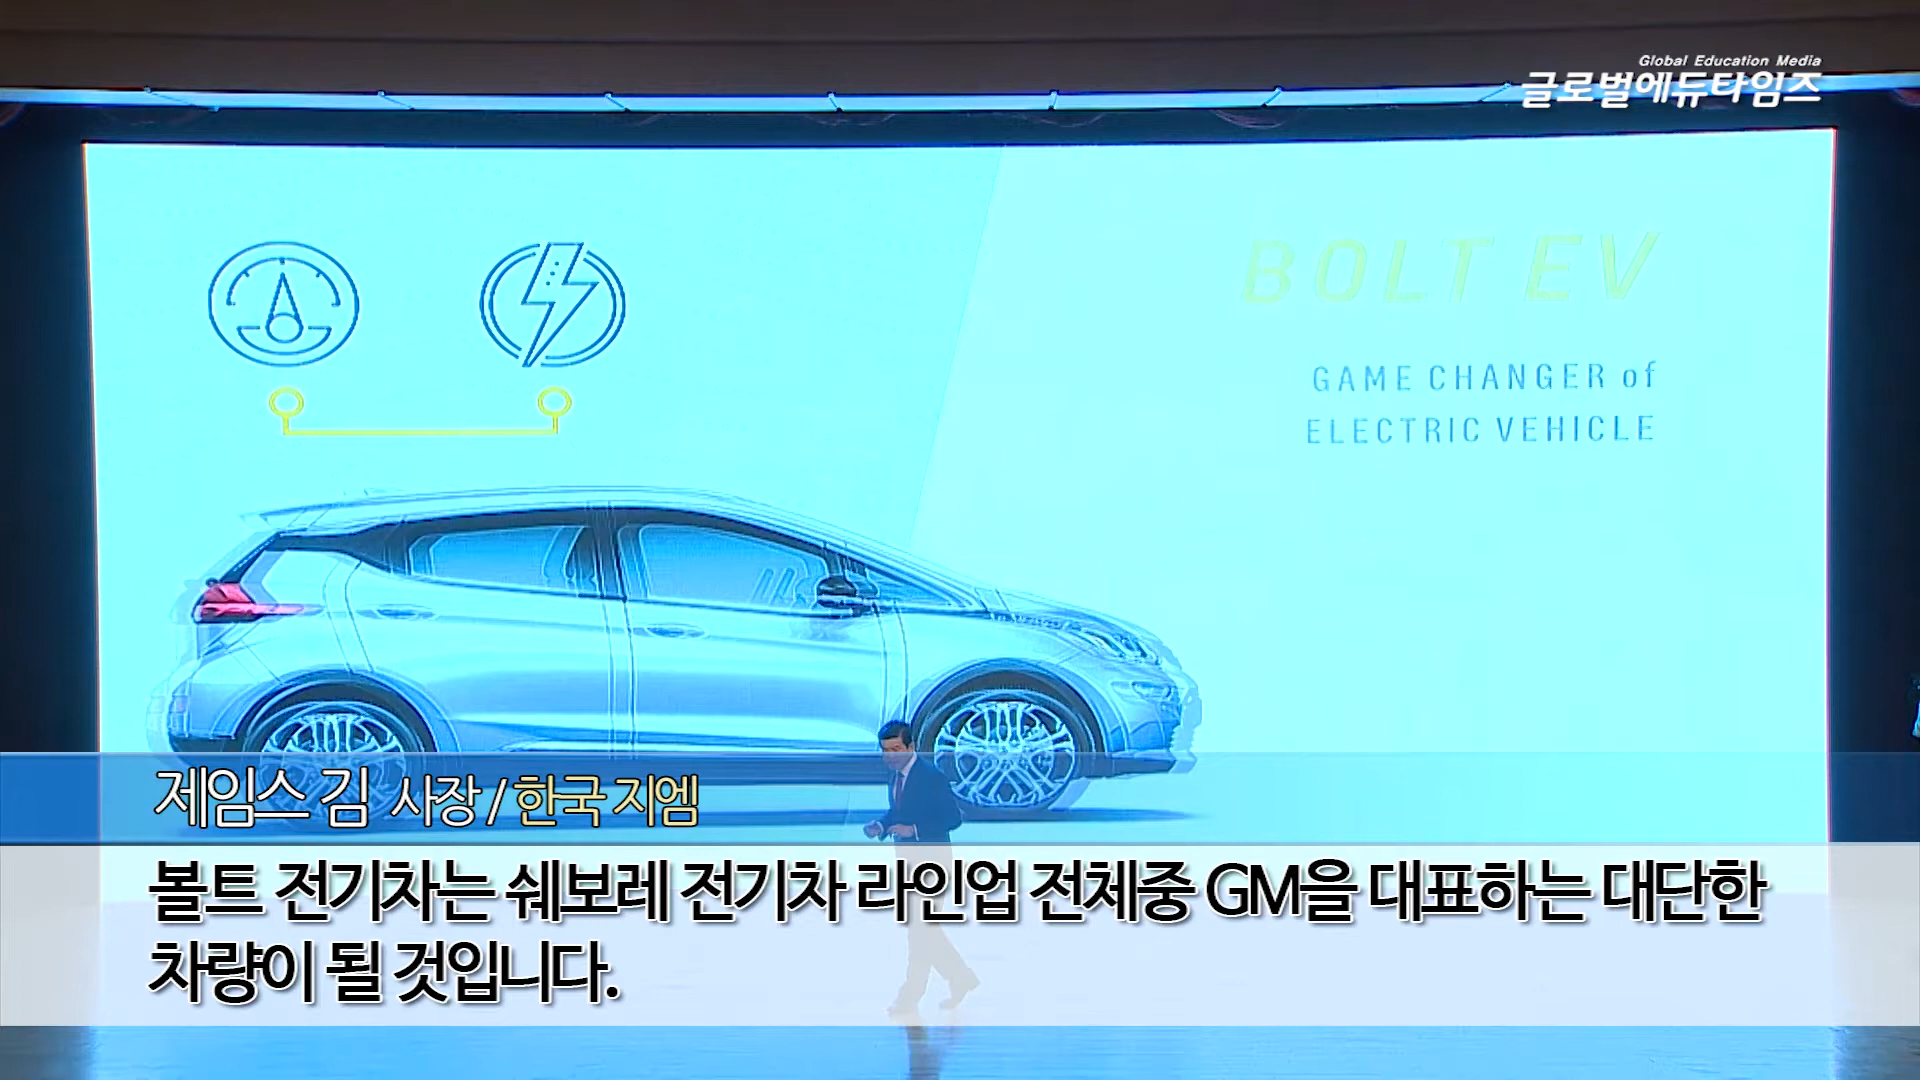 Global Education Media
글로벌에듀타임즈
BOLT EV
GAME CHANGER of
ELECTRIC VEHICLE
제임스 김 사장 / 한국 지엠
볼트 전기차는 쉐보레 전기차 라인업 전체중 GM을 대표하는 대단한
차량이 될 것입니다.